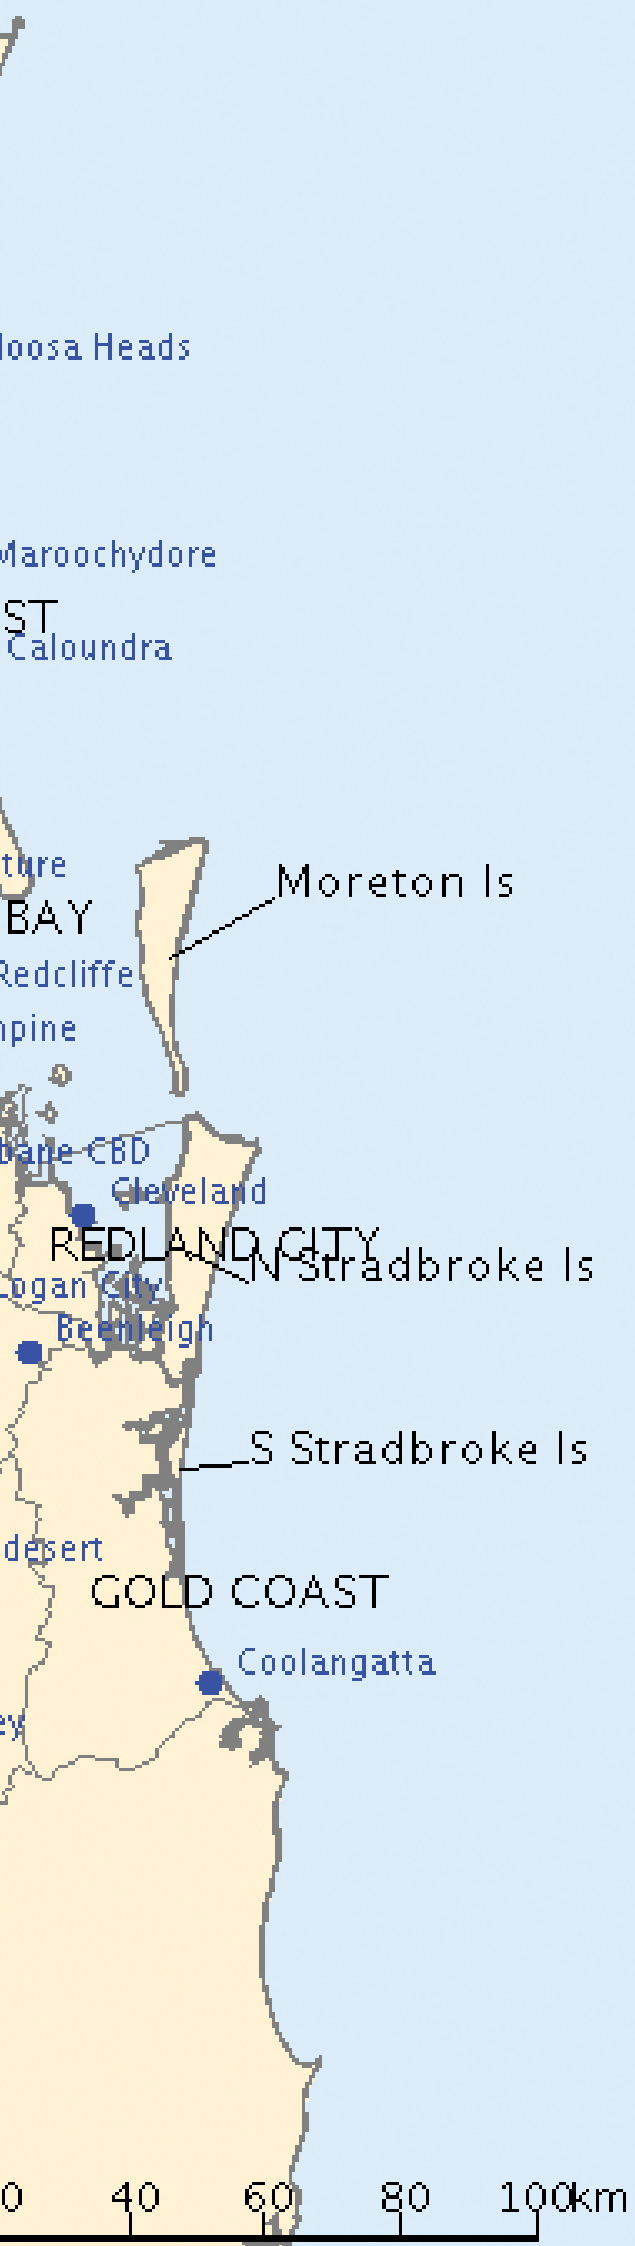 loosa Heads
Maroochydore
ST
Caloundra
ture
Moreton Is
BAY
Redcliffe
npine
bane CBD
Cleveland
REDLAND CITY
N Stradbroke Is
Logan City
Beenleigh
S Stradbroke Is
desert
GOLD COAST
Coolangatta
ey
0 40 60 80 100km